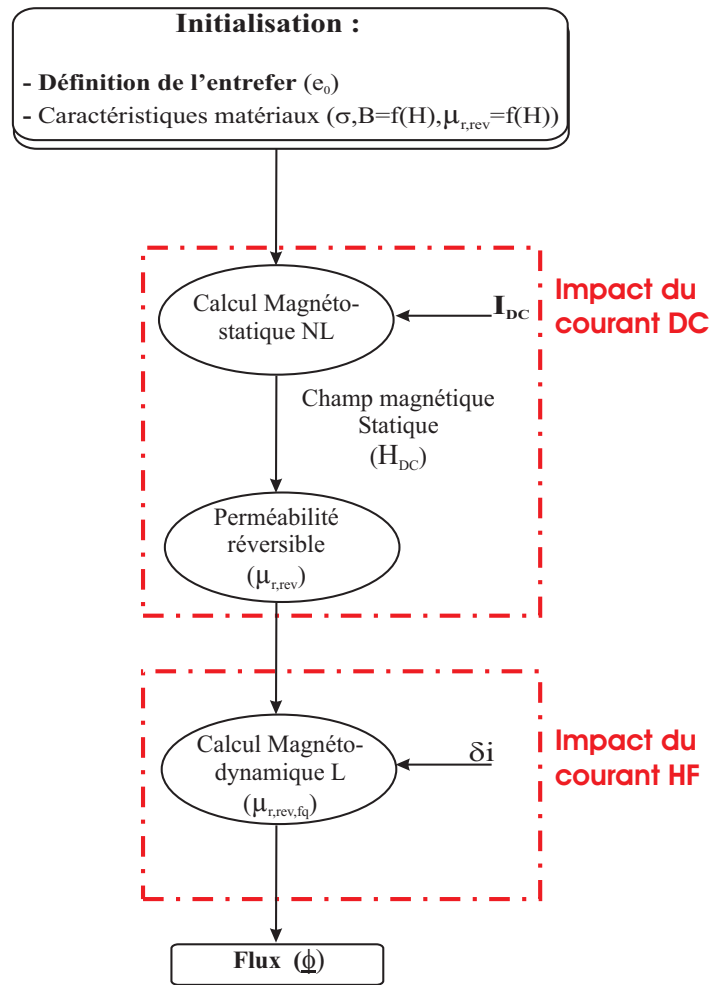 Initialisation :
- Définition de l'entrefer (e₀)
- Caractéristiques matériaux (σ,B=f(H),μr,rev=f(H))
Calcul Magnéto-
statique NL
IDC
Impact du
courant DC
Champ magnétique
Statique
(HDC)
Perméabilité
réversible
(μr,rev)
Calcul Magnéto-
dynamique L
(μr,rev,fq)
δi
Impact du
courant HF
Flux (ϕ)